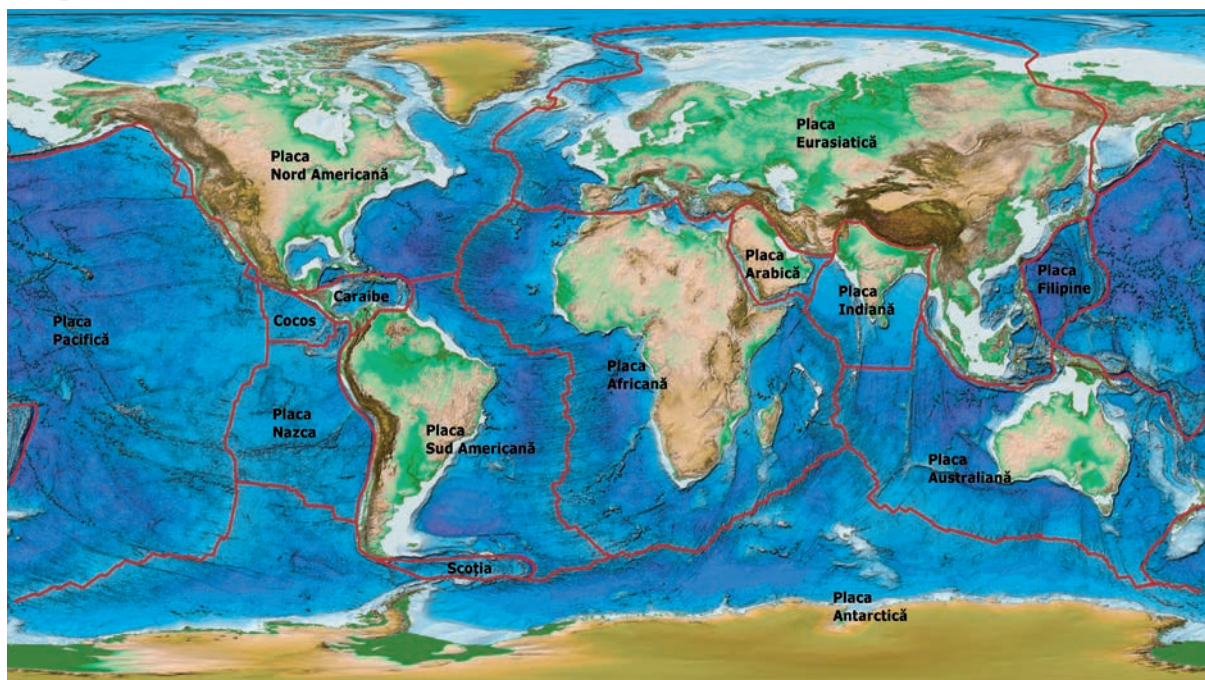 Placa
Eurasiatică
Placa
Nord Americană
Placa
Arabică
Placa
Filipine
Placa
Indiană
Caraibe
Cocos
Placa
Pacifică
Placa
Africană
Placa
Nazca
Placa
Sud Americană
Placa
Australiană
Scoția
Placa
Antarctică